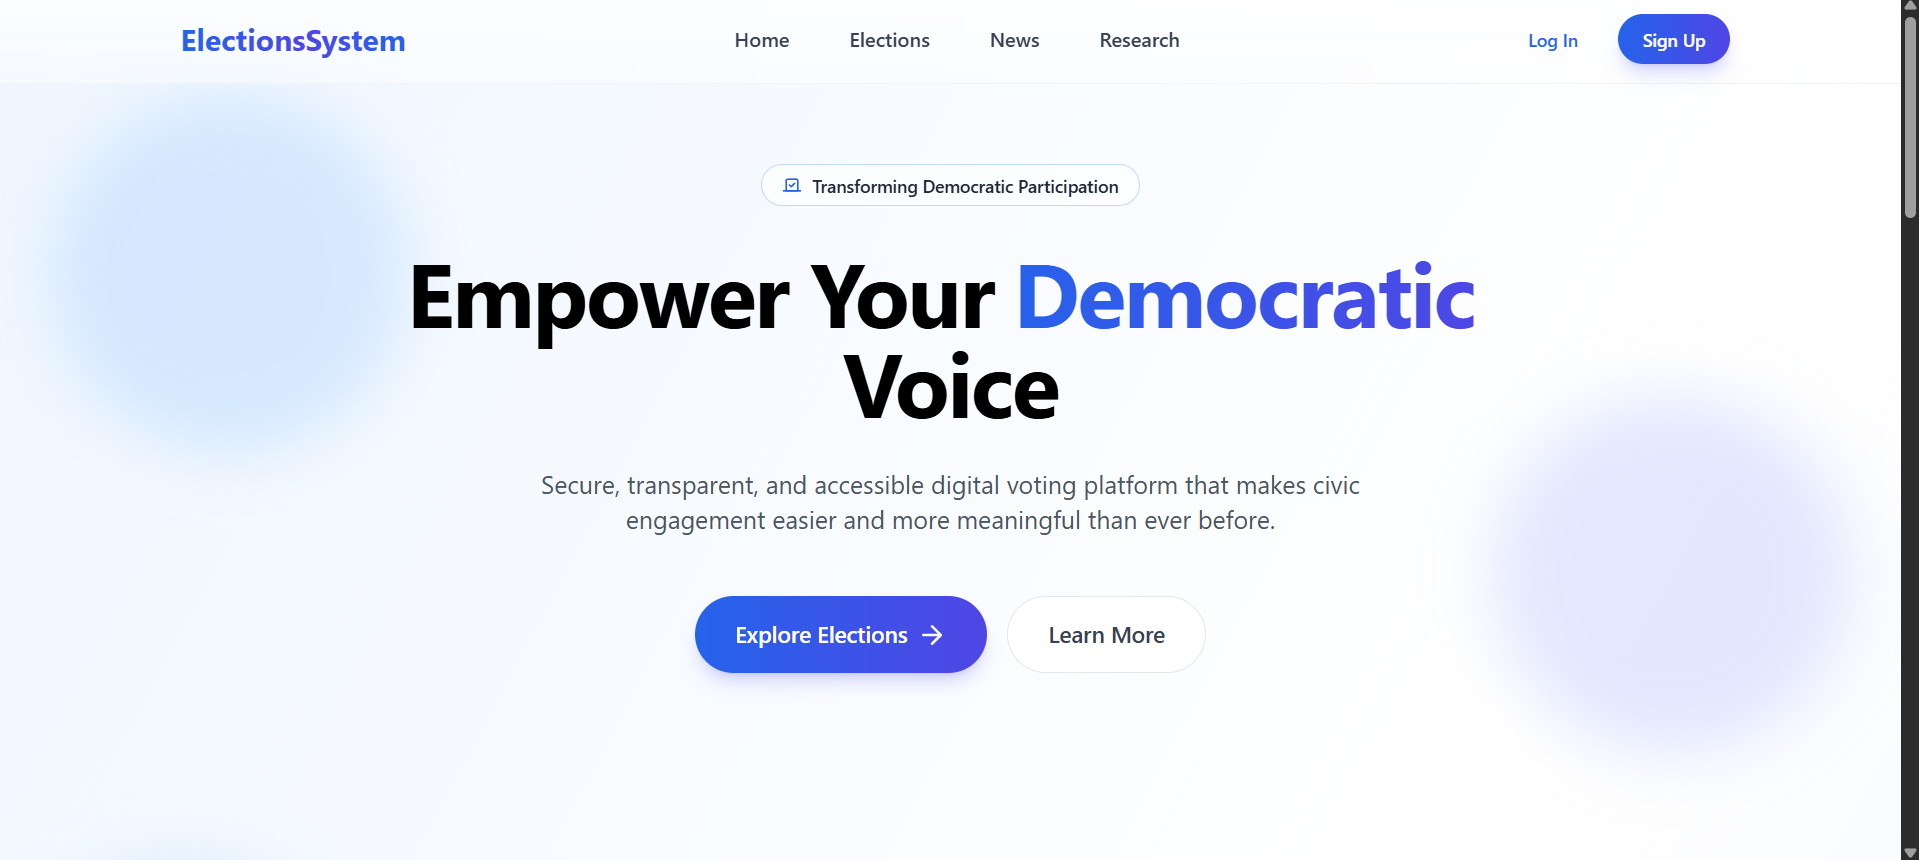 ElectionsSystem
Home
Elections
News
Research
Log In
Sign Up
Transforming Democratic Participation
Empower Your Democratic
Voice
Secure, transparent, and accessible digital voting platform that makes civic
engagement easier and more meaningful than ever before.
Explore Elections
Learn More